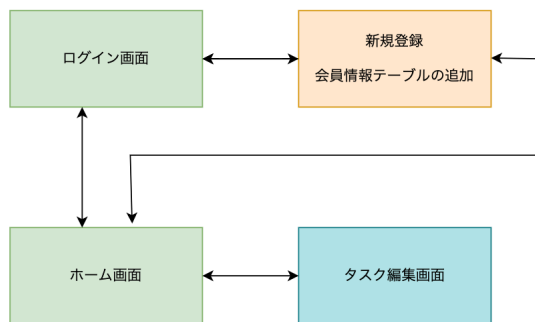 ログイン画面
新規登録
会員情報テーブルの追加
ホーム画面
タスク編集画面